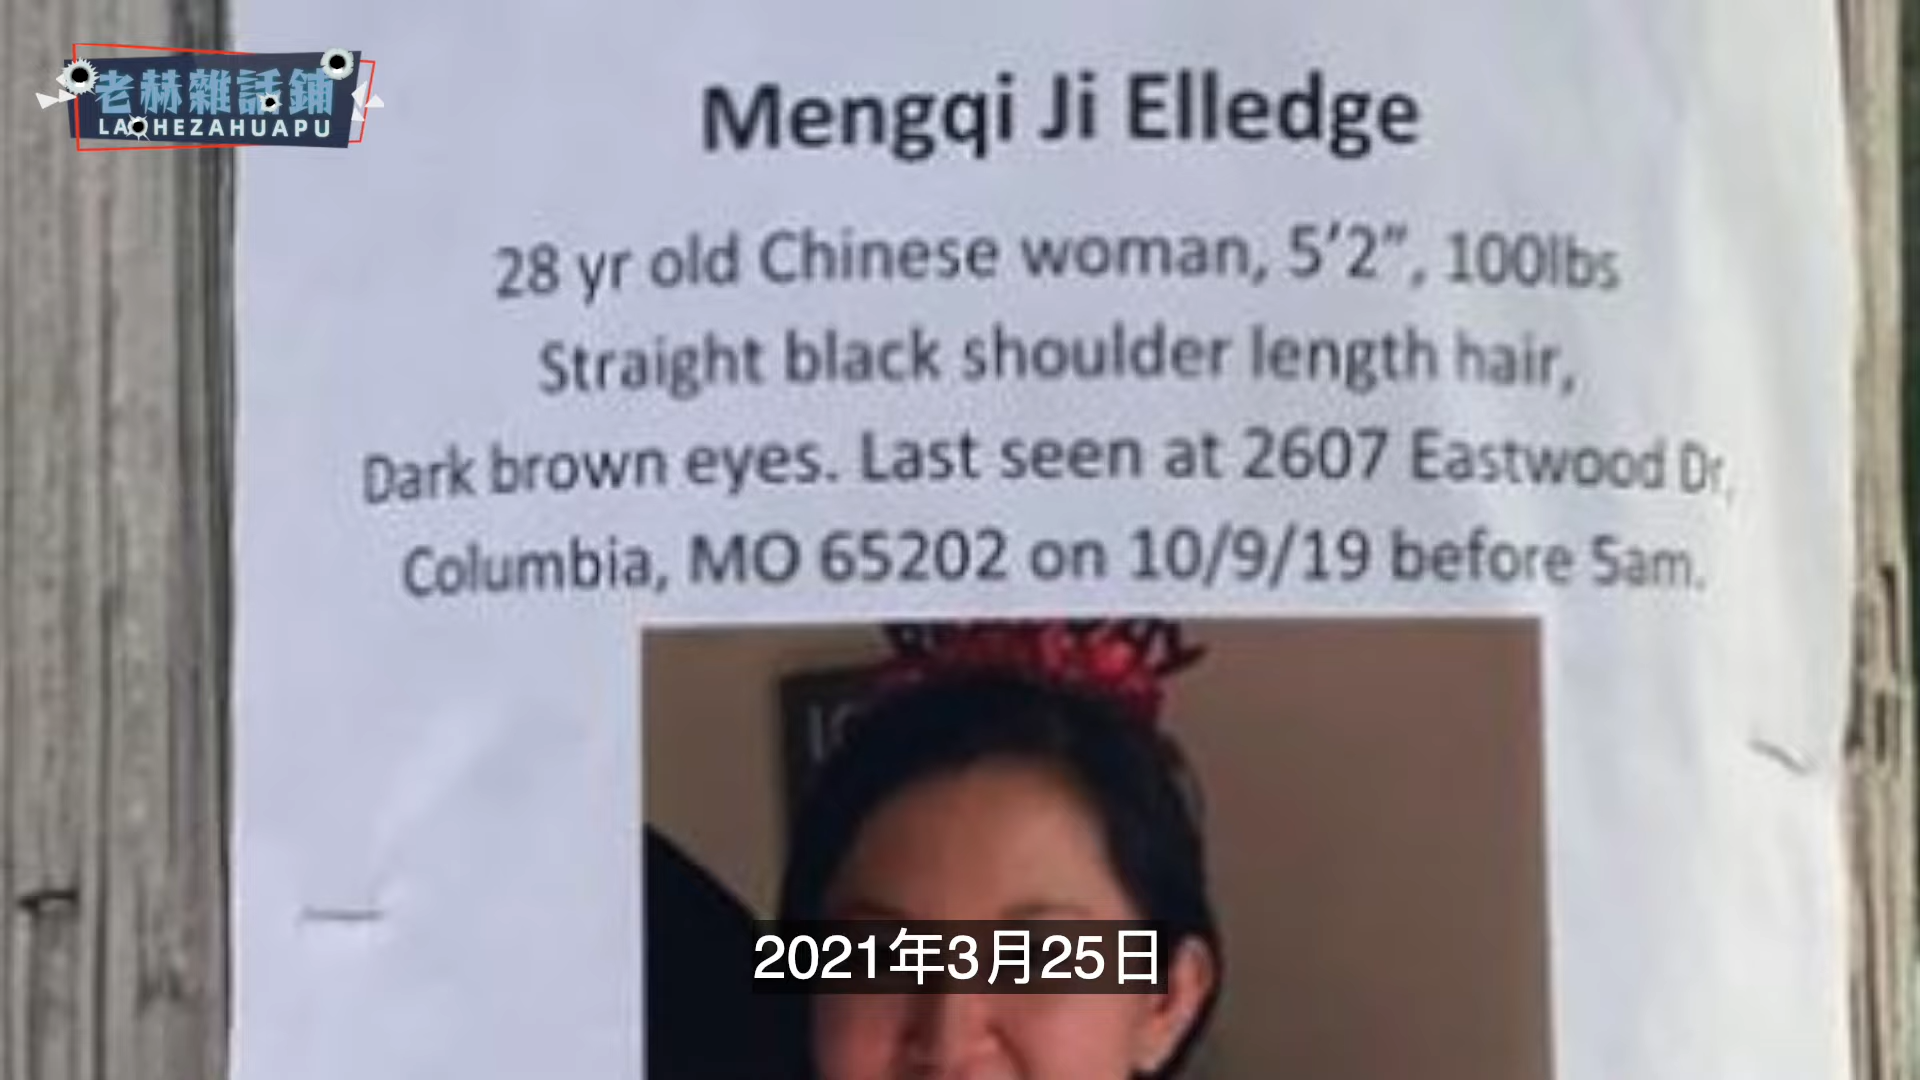 老赫雜話鋪
LAOHEZAHUAPU
Mengqi Ji Elledge
28 yr old Chinese woman, 5’2”, 100lbs
Straight black shoulder length hair,
Dark brown eyes. Last seen at 2607 Eastwood Dr,
Columbia, MO 65202 on 10/9/19 before 5am.
2021年3月25日